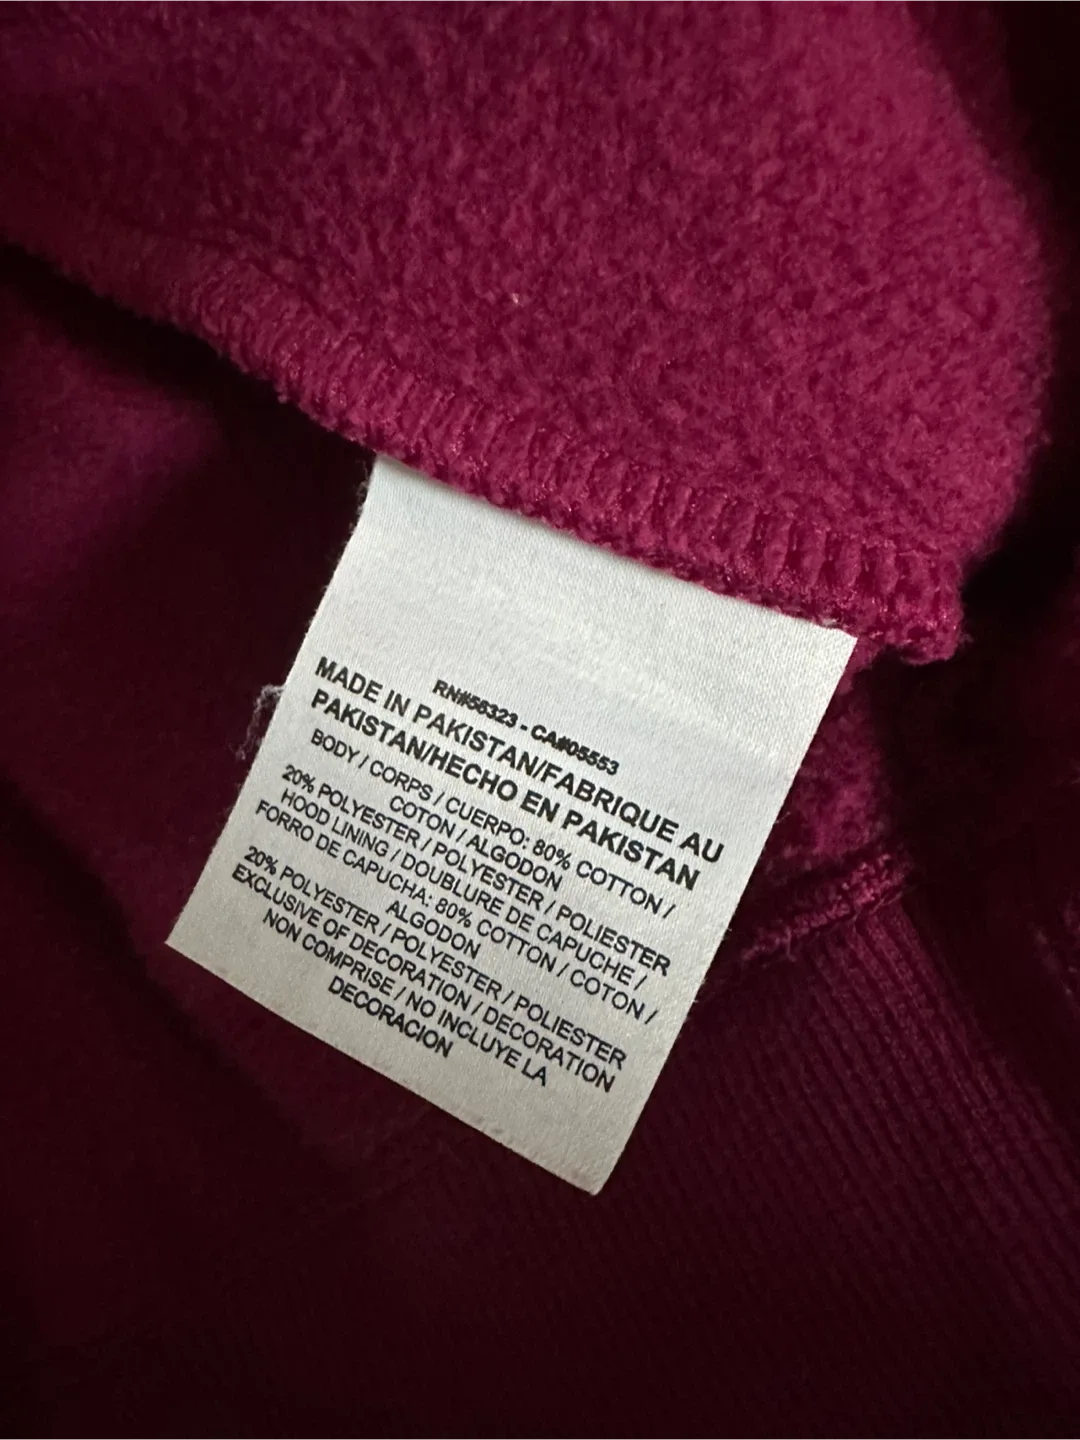 RN#56323 - CA#05553
MADE IN PAKISTAN/FABRIQUE AU
PAKISTAN/HECHO EN PAKISTAN
BODY / CORPS / CUERPO: 80% COTTON /
COTON / ALGODON
20% POLYESTER / POLYESTER / POLIESTER
HOOD LINING / DOUBLURE DE CAPUCHE /
FORRO DE CAPUCHA: 80% COTTON / COTON /
ALGODON
20% POLYESTER / POLYESTER / POLIESTER
EXCLUSIVE OF DECORATION / DECORATION
NON COMPRISE / NO INCLUYE LA
DECORACION